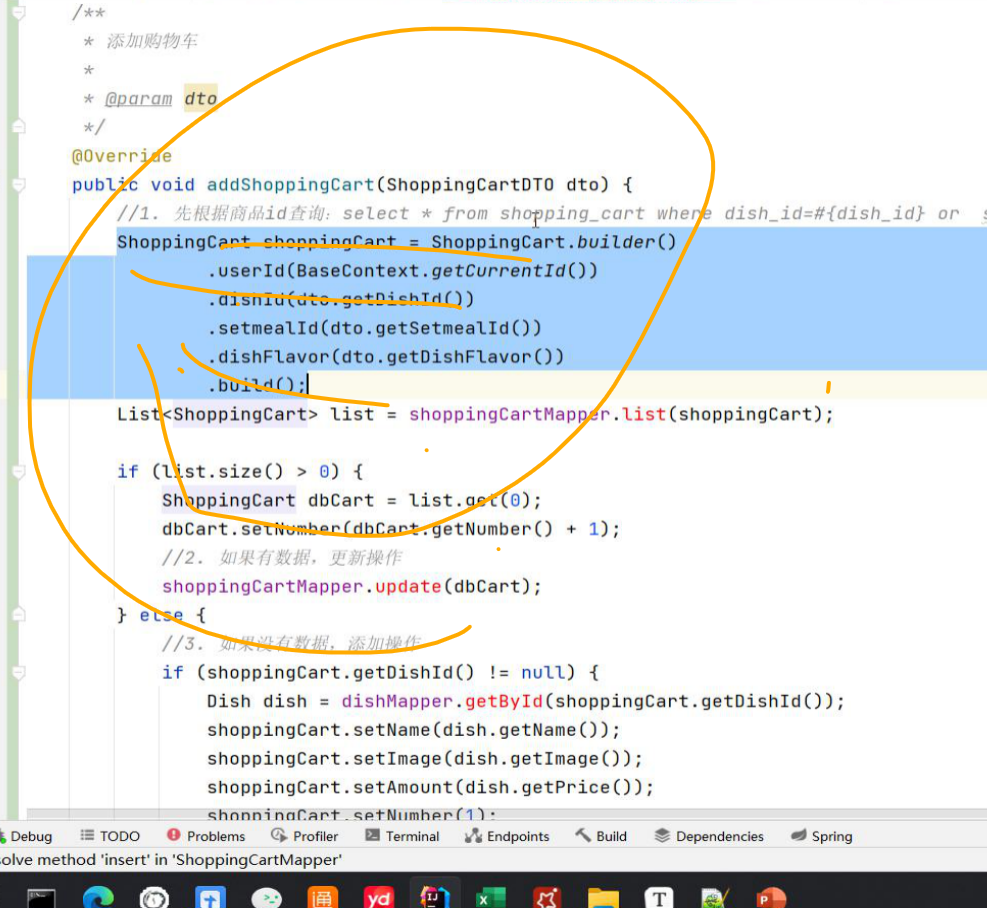 /**
* 添加购物车
*
* @param dto
*/
@Override
public void addShoppingCart(ShoppingCartDTO dto) {
//1. 先根据商品id查询: select * from shopping_cart where dish_id=#{dish_id} or
ShoppingCart shoppingCart = ShoppingCart.builder()
.userId(BaseContext.getCurrentId())
.dishId(dto.getDishId())
.setmealId(dto.getSetmealId())
.dishFlavor(dto.getDishFlavor())
.build();
List<ShoppingCart> list = shoppingCartMapper.list(shoppingCart);
if (list.size() > 0) {
ShoppingCart dbCart = list.get(0);
dbCart.setNumber(dbCart.getNumber() + 1);
//2. 如果有数据, 更新操作
shoppingCartMapper.update(dbCart);
} else {
//3. 如果没有数据, 添加操作
if (shoppingCart.getDishId() != null) {
Dish dish = dishMapper.getById(shoppingCart.getDishId());
shoppingCart.setName(dish.getName());
shoppingCart.setImage(dish.getImage());
shoppingCart.setAmount(dish.getPrice());
shoppingCart.setNumber(1);
Debug TODO Problems Profiler Terminal Endpoints Build Dependencies Spring
solve method 'insert' in 'ShoppingCartMapper'